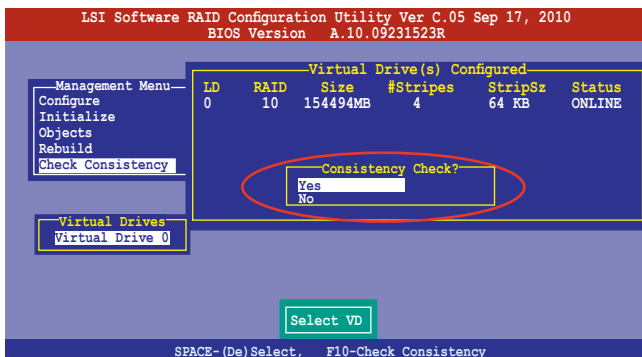 LSI Software RAID Configuration Utility Ver C.05 Sep 17, 2010
BIOS Version A.10.09231523R
Virtual Drive(s) Configured
LD RAID Size #Stripes StripSz Status
0 10 154494MB 4 64 KB ONLINE
Management Menu
Configure
Initialize
Objects
Rebuild
Check Consistency
Consistency Check?
Yes
No
Virtual Drives
Virtual Drive 0
Select VD
SPACE-(De)Select, F10-Check Consistency